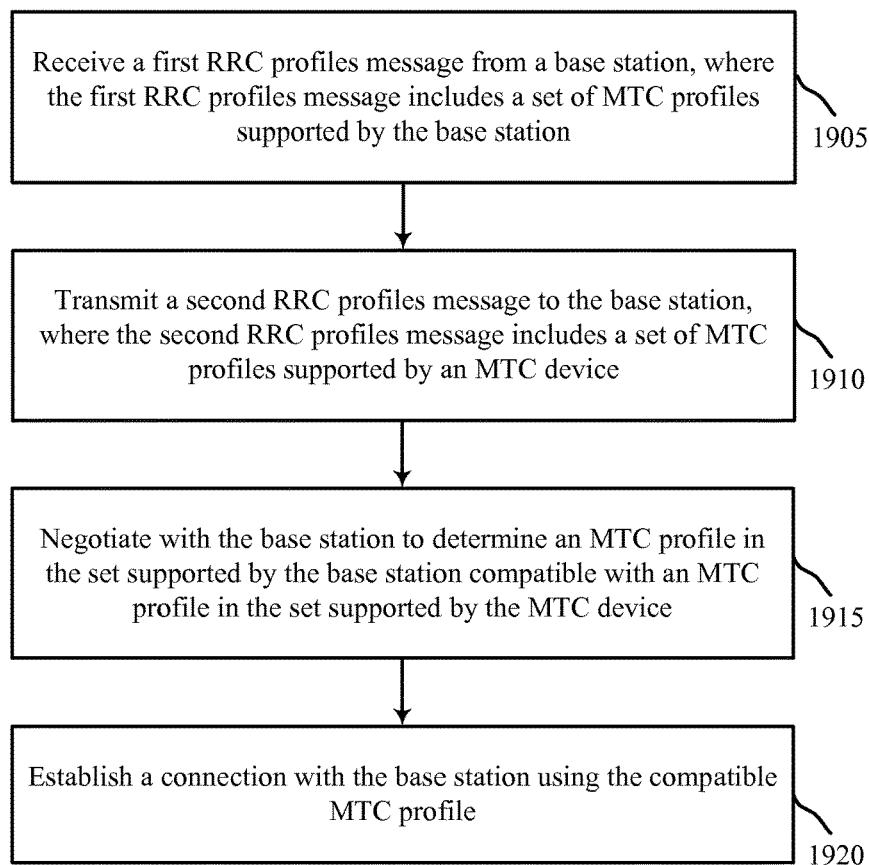 Receive a first RRC profiles message from a base station, where
the first RRC profiles message includes a set of MTC profiles
supported by the base station
1905
Transmit a second RRC profiles message to the base station,
where the second RRC profiles message includes a set of MTC
profiles supported by an MTC device
1910
Negotiate with the base station to determine an MTC profile in
the set supported by the base station compatible with an MTC
profile in the set supported by the MTC device
1915
Establish a connection with the base station using the compatible
MTC profile
1920